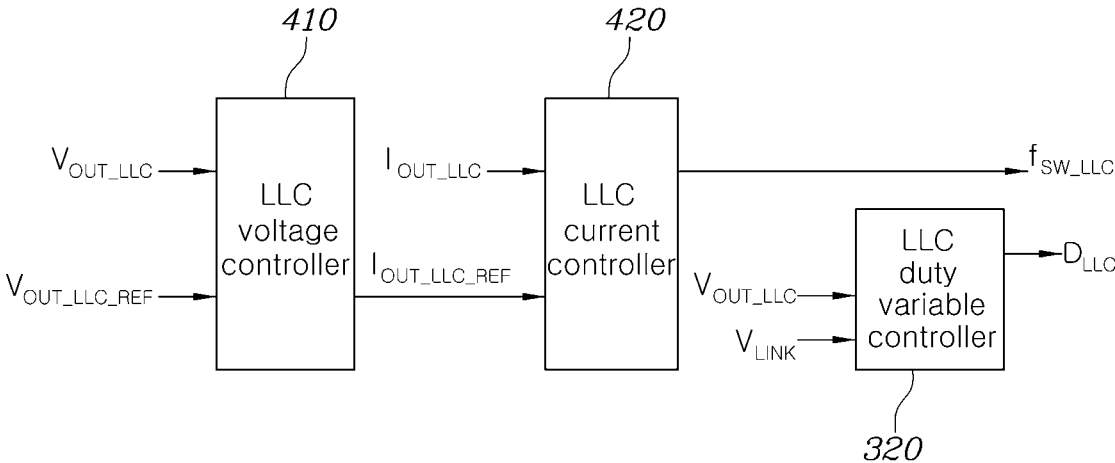 410
420
V_OUT_LLC
V_OUT_LLC_REF
LLC
voltage
controller
I_OUT_LLC
I_OUT_LLC_REF
LLC
current
controller
f_SW_LLC
V_OUT_LLC
V_LINK
LLC
duty
variable
controller
D_LLC
320